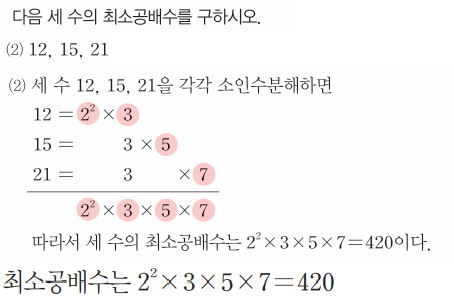 다음 세 수의 최소공배수를 구하시오.
(2) 12, 15, 21
(2) 세 수 12, 15, 21을 각각 소인수분해하면
12 = 2² × 3
15 = 3 × 5
21 = 3 × 7
2² × 3 × 5 × 7
따라서 세 수의 최소공배수는 2² × 3 × 5 × 7 = 420이다.
최소공배수는 2² × 3 × 5 × 7 = 420